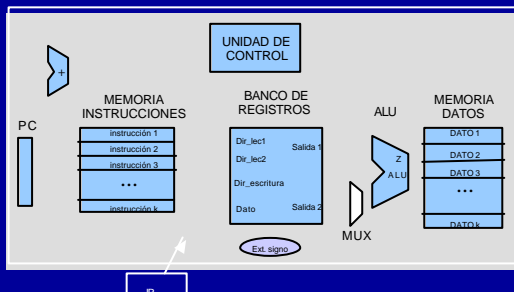 UNIDAD DE
CONTROL
+
PC
MEMORIA
INSTRUCCIONES
instrucción 1
instrucción 2
instrucción 3
...
instrucción k
BANCO DE
REGISTROS
Dir_lec1
Salida 1
Dir_lec2
Dir_escritura
Dato
Salida 2
Ext. signo
MUX
ALU
Z
ALU
MEMORIA
DATOS
DATO 1
DATO 2
DATO 3
...
DATO k